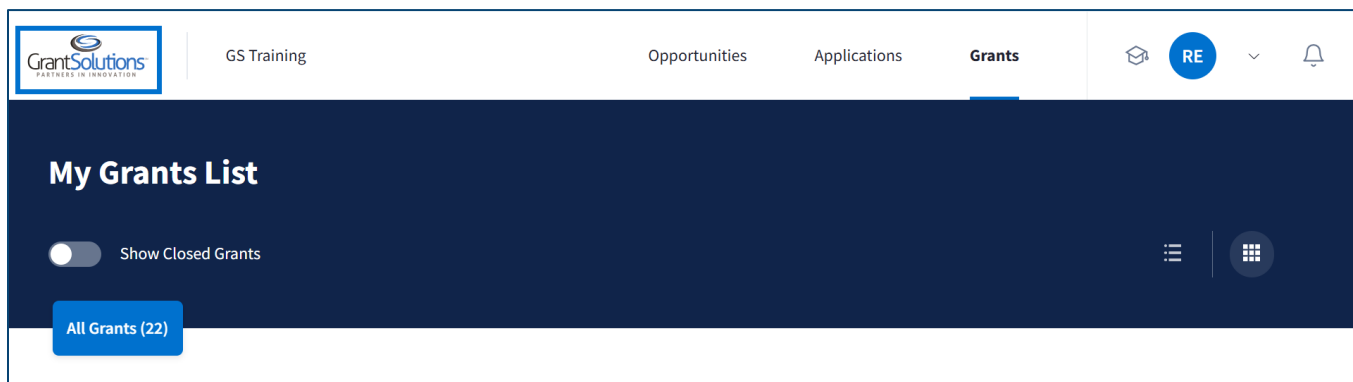 GrantSolutions
PARTNERS IN INNOVATION
GS Training
Opportunities
Applications
Grants
RE
My Grants List
Show Closed Grants
All Grants (22)